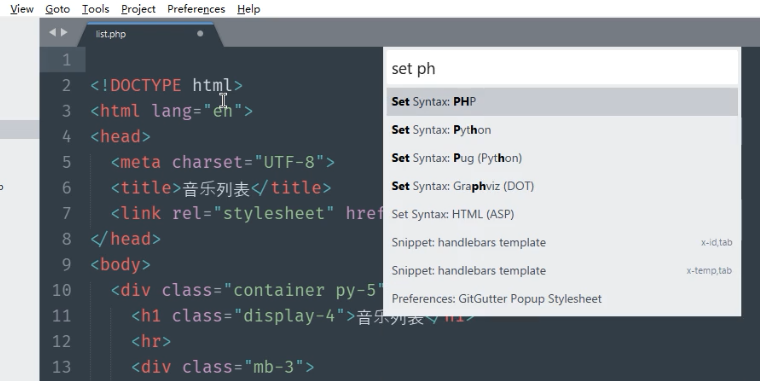 View Goto Tools Project Preferences Help
list.php
set ph
Set Syntax: PHP
Set Syntax: Python
Set Syntax: Pug (Python)
Set Syntax: Graphviz (DOT)
Set Syntax: HTML (ASP)
Snippet: handlebars template x-id,tab
Snippet: handlebars template x-temp,tab
Preferences: GitGutter Popup Stylesheet
1
2 <!DOCTYPE html>
3 <html lang="en">
4 <head>
5 <meta charset="UTF-8">
6 <title>音乐列表</title>
7 <link rel="stylesheet" href
8 </head>
9 <body>
10 <div class="container py-5"
11 <h1 class="display-4">音乐列表</h1>
12 <hr>
13 <div class="mb-3">